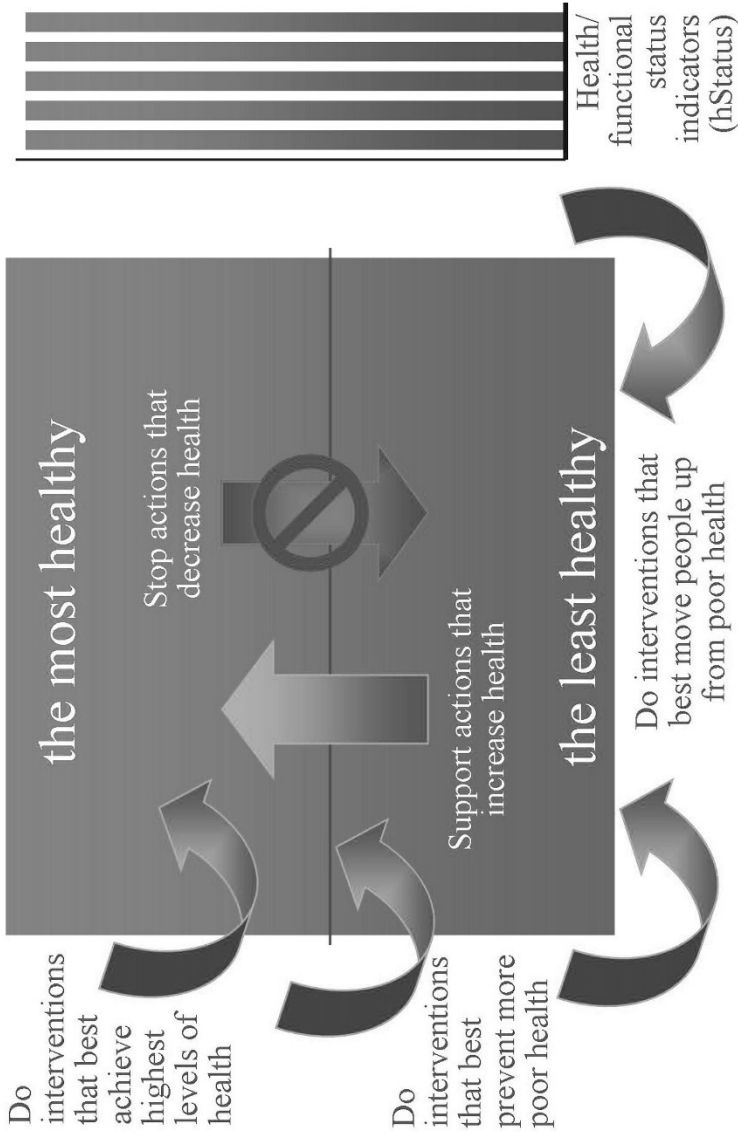 Do
interventions
that best
achieve
highest
levels of
health
Do
interventions
that best
prevent more
poor health
the most healthy
Stop actions that
decrease health
Support actions that
increase health
the least healthy
Do interventions that
best move people up
from poor health
Health/
functional
status
indicators
(hStatus)